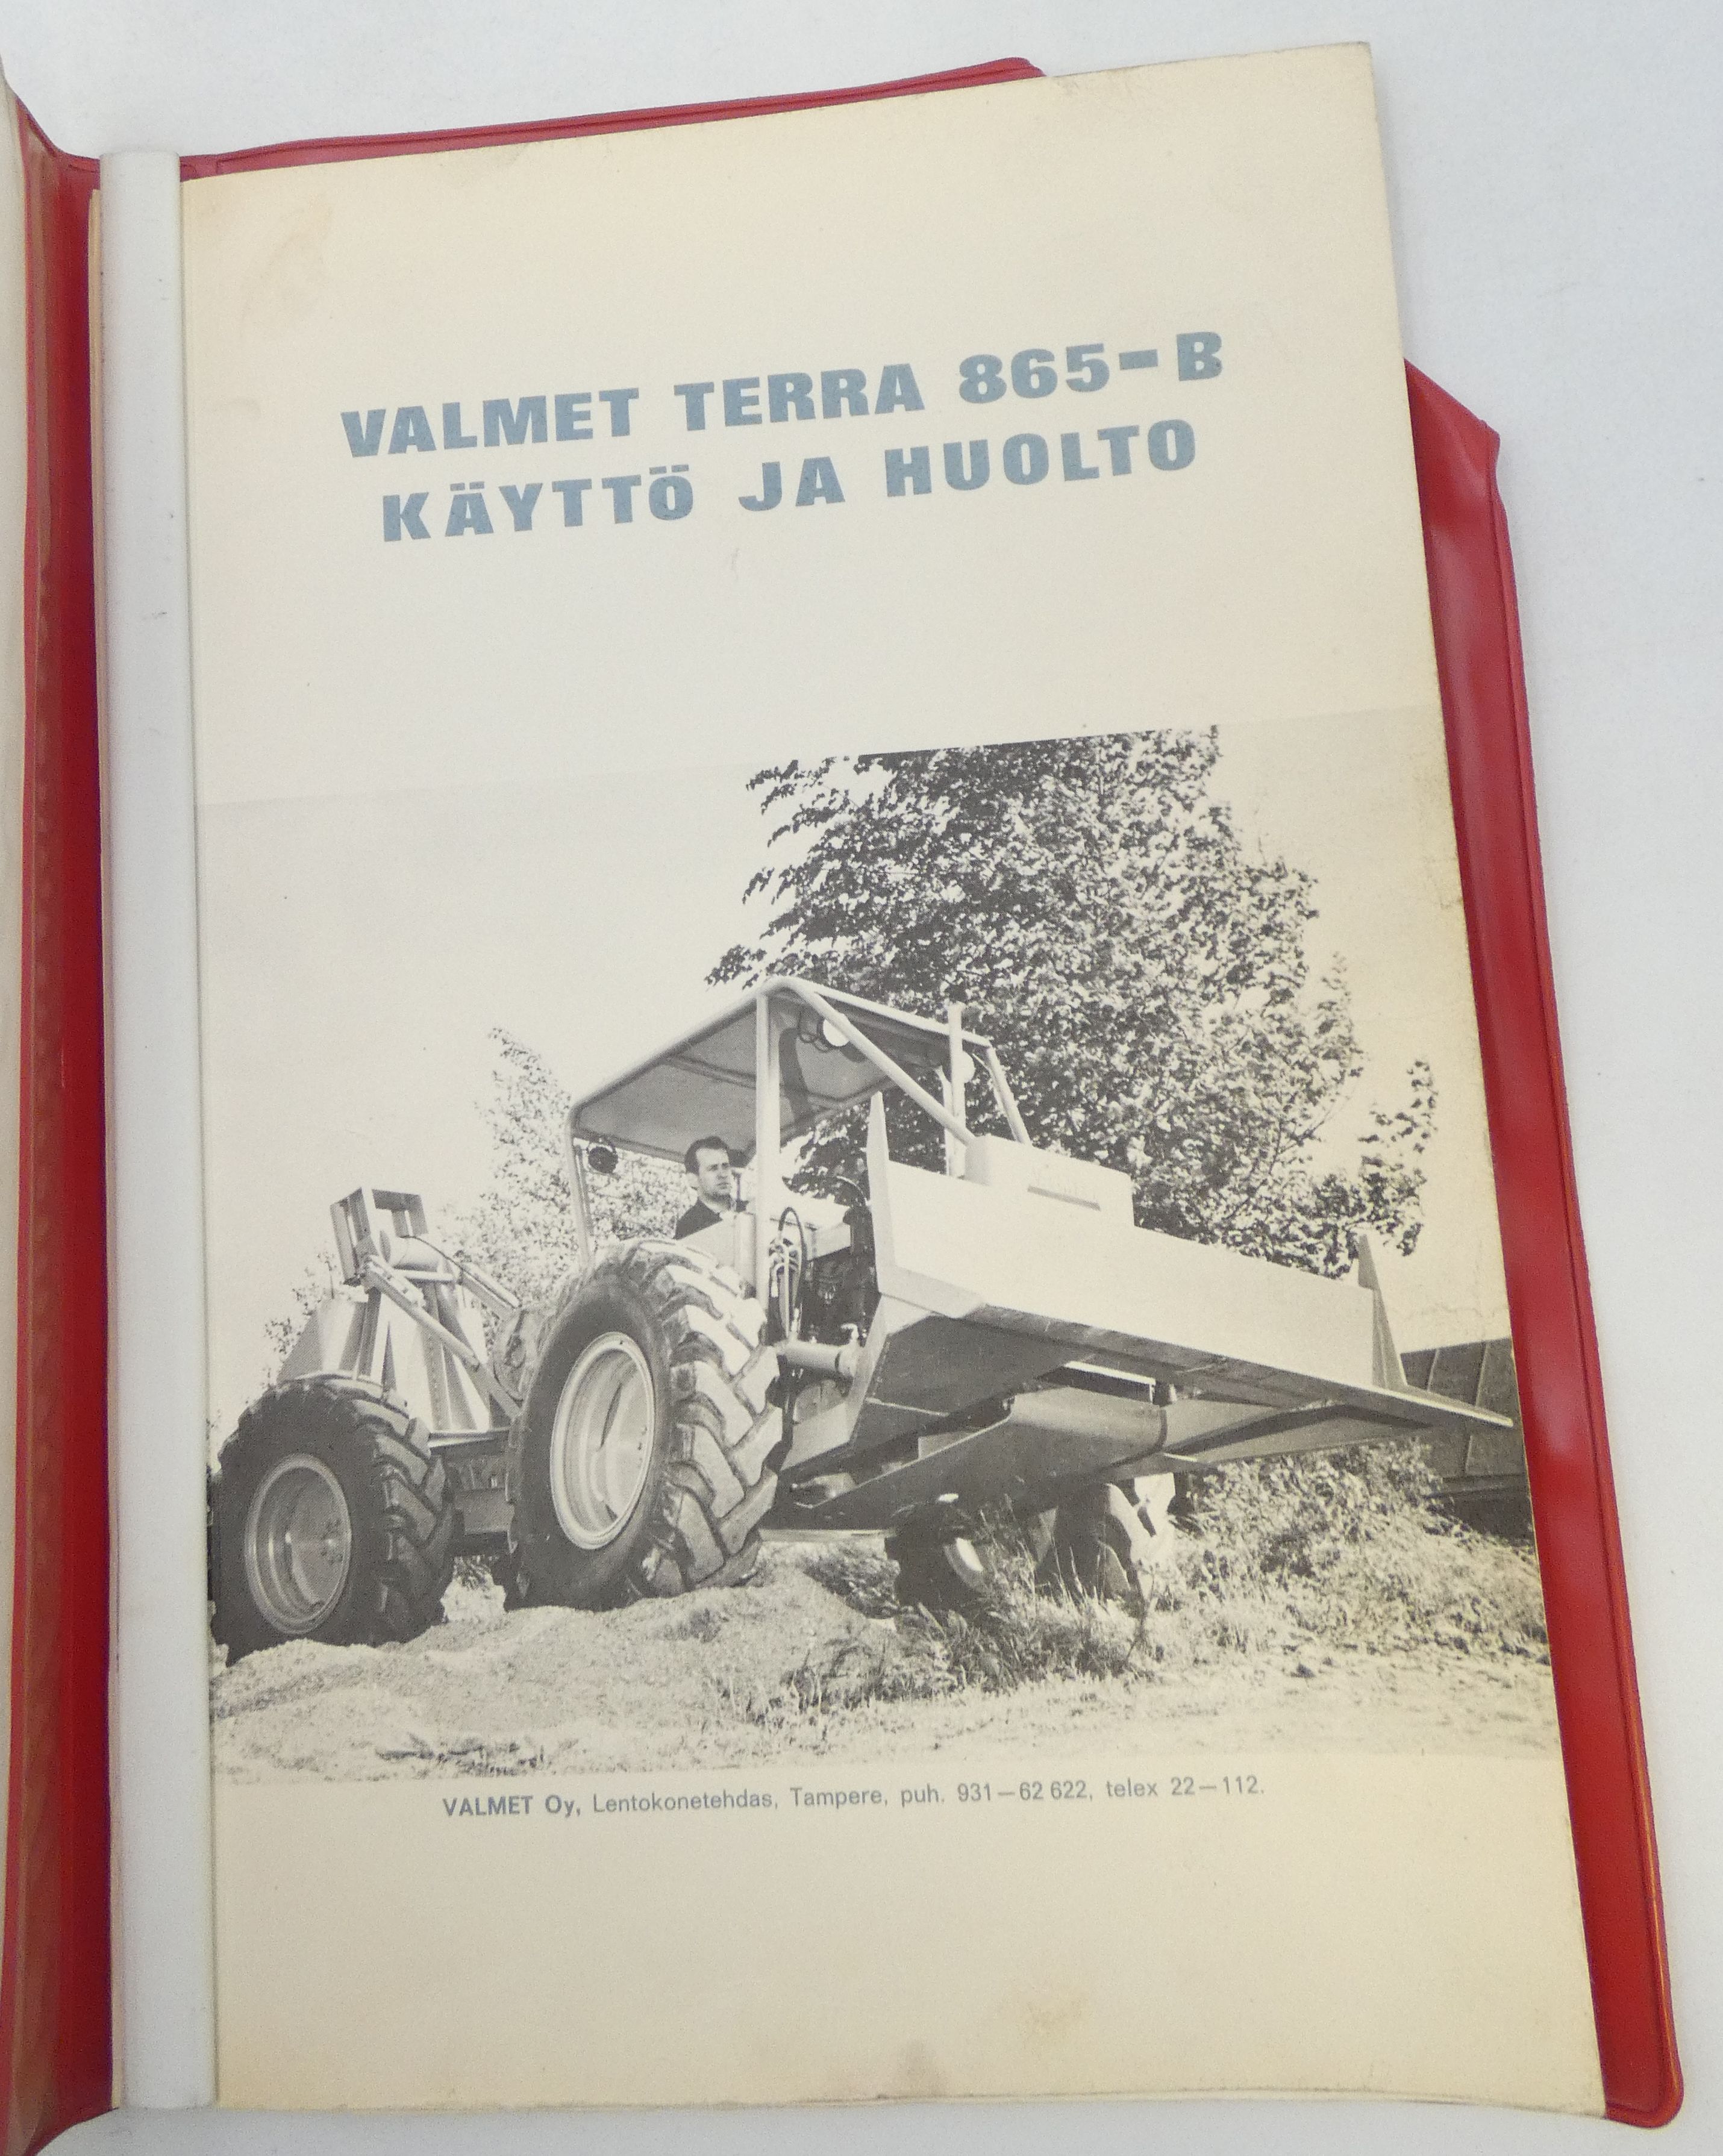 VALMET TERRA 865-B
KÄYTTÖ JA HUOLTO
VALMET Oy, Lentokonetehdas, Tampere, puh. 931—62 622, telex 22—112.